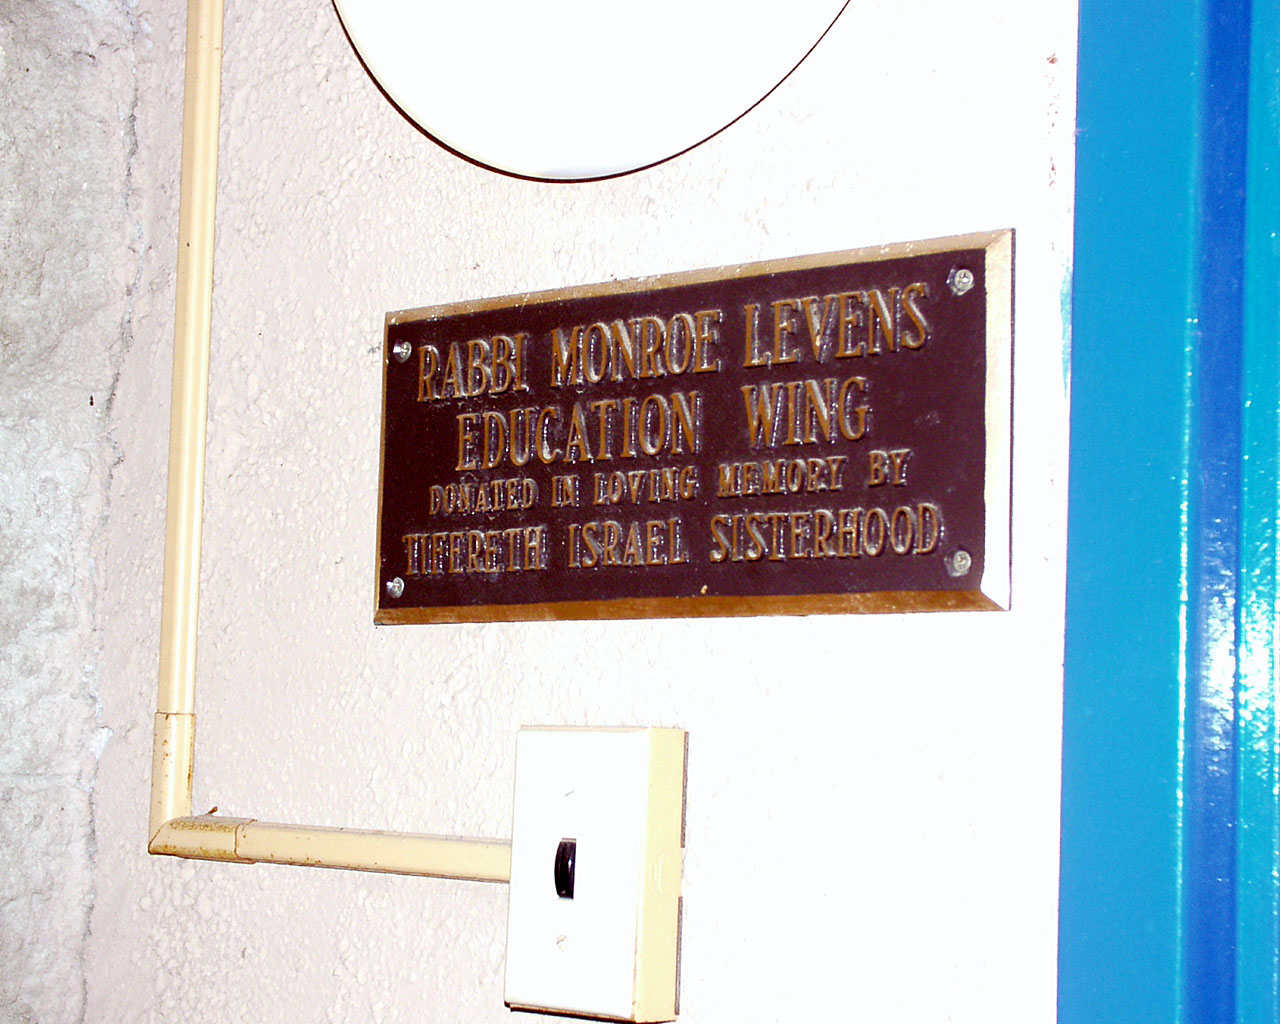 RABBI MONROE LEVENS
EDUCATION WING
DONATED IN LOVING MEMORY BY
TIFERETH ISRAEL SISTERHOOD